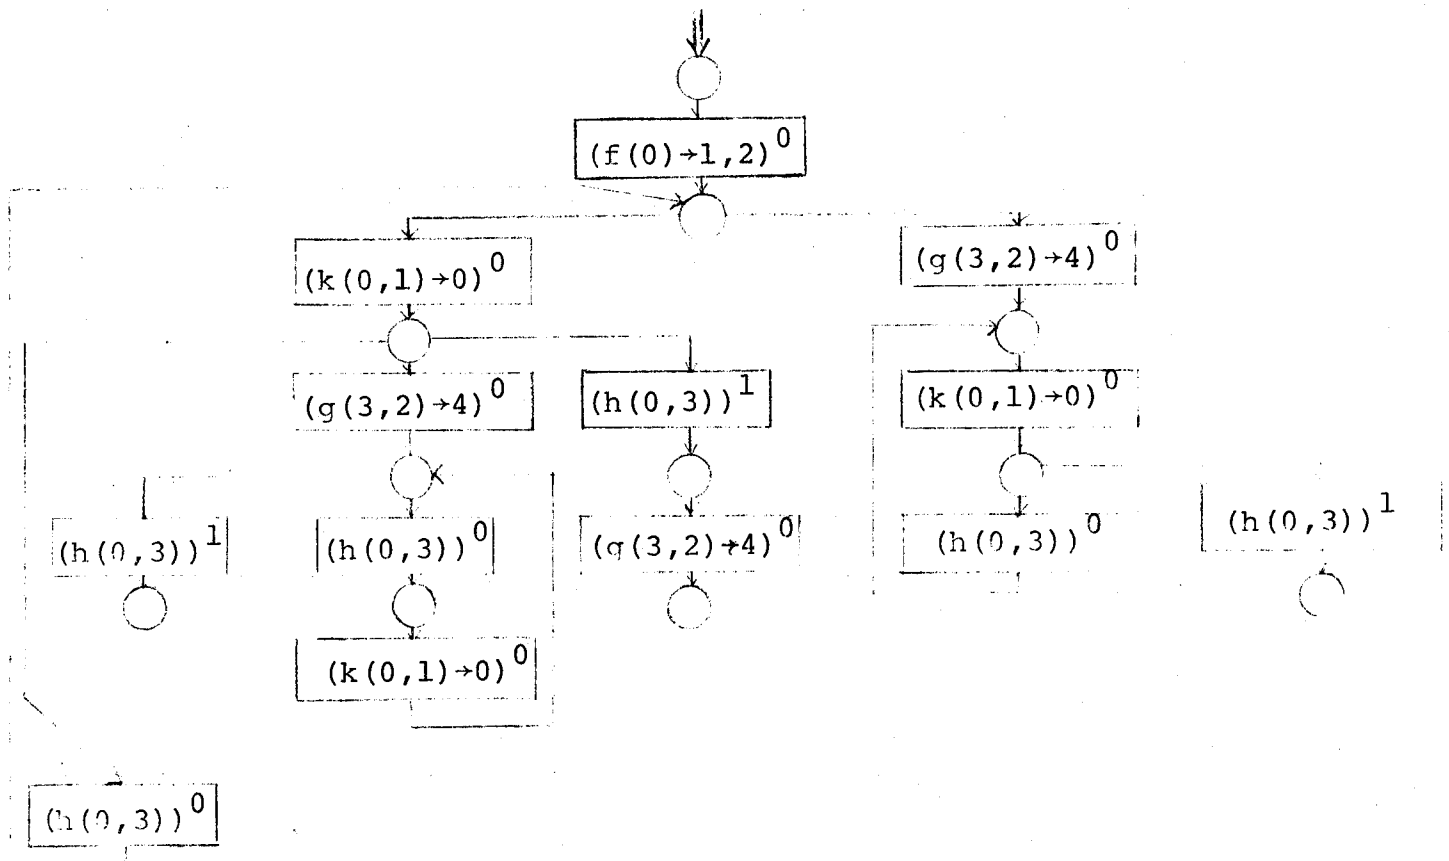 (f(0)→1,2)^0
(k(0,1)→0)^0
(g(3,2)→4)^0
(g(3,2)→4)^0
(h(0,3))^1
(k(0,1)→0)^0
(h(0,3))^1
(h(0,3))^0
(g(3,2)→4)^0
(h(0,3))^0
(h(0,3))^1
(k(0,1)→0)^0
(h(0,3))^0